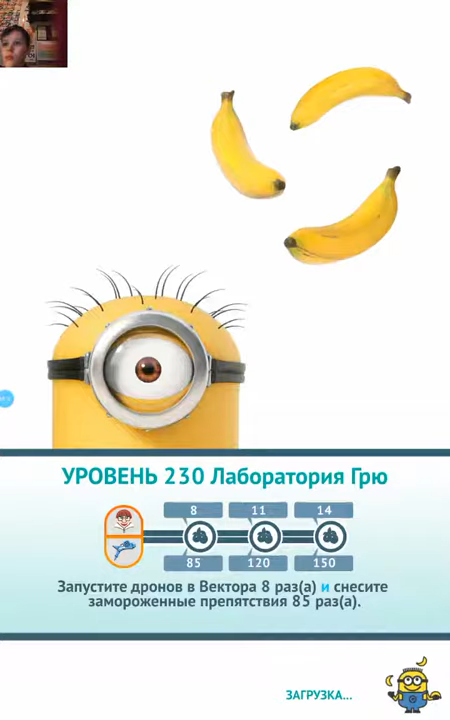 УРОВЕНЬ 230 Лаборатория Грю
8 11 14
85 120 150
Запустите дронов в Вектора 8 раз(а) и снесите
замороженные препятствия 85 раз(а).
ЗАГРУЗКА...